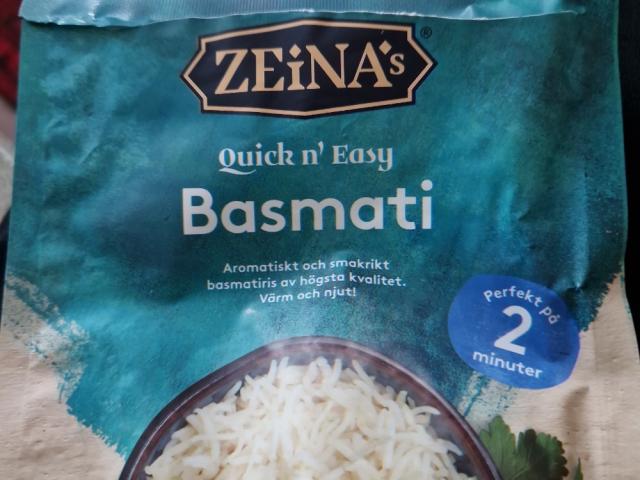 ZEiNA's®
Quick n' Easy
Basmati
Aromatiskt och smakrikt
basmatiris av högsta kvalitet.
Värm och njut!
Perfekt på
2
minuter